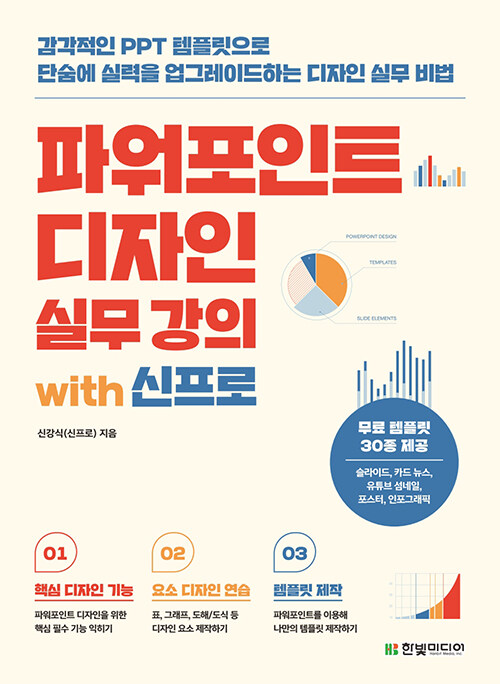 감각적인 PPT 템플릿으로
단숨에 실력을 업그레이드하는 디자인 실무 비법
파워포인트
디자인
실무 강의
with 신프로
POWERPOINT DESIGN
TEMPLATES
SLIDE ELEMENTS
신강식(신프로) 지음
무료 템플릿
30종 제공
슬라이드, 카드 뉴스,
유튜브 섬네일,
포스터, 인포그래픽
01
핵심 디자인 기능
파워포인트 디자인을 위한
핵심 필수 기능 익히기
02
요소 디자인 연습
표, 그래프, 도해/도식 등
디자인 요소 제작하기
03
템플릿 제작
파워포인트를 이용해
나만의 템플릿 제작하기
HB 한빛미디어
Hanbit Media, Inc.